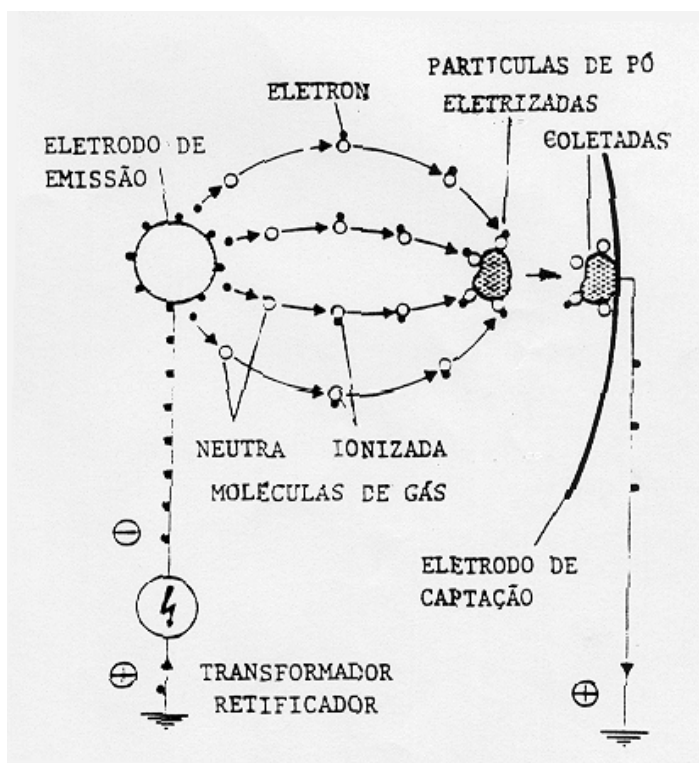 PARTICULAS DE PÓ
ELETRON
ELETRIZADAS
COLETADAS
ELETRODO DE
EMISSÃO
NEUTRA
IONIZADA
MOLÉCULAS DE GÁS
ELETRODO DE
CAPTAÇÃO
TRANSFORMADOR
RETIFICADOR